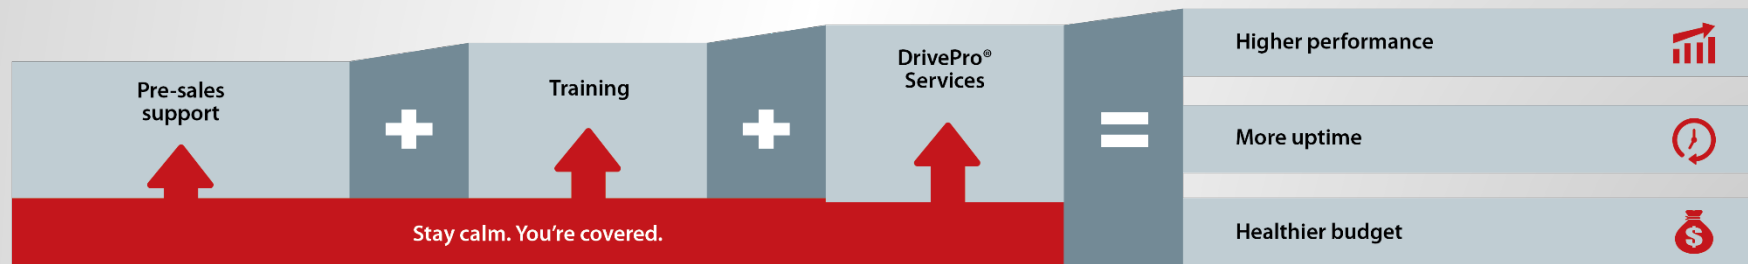 Pre-sales
support
+
Training
+
DrivePro®
Services
=
Higher performance
More uptime
Healthier budget
$
Stay calm. You’re covered.